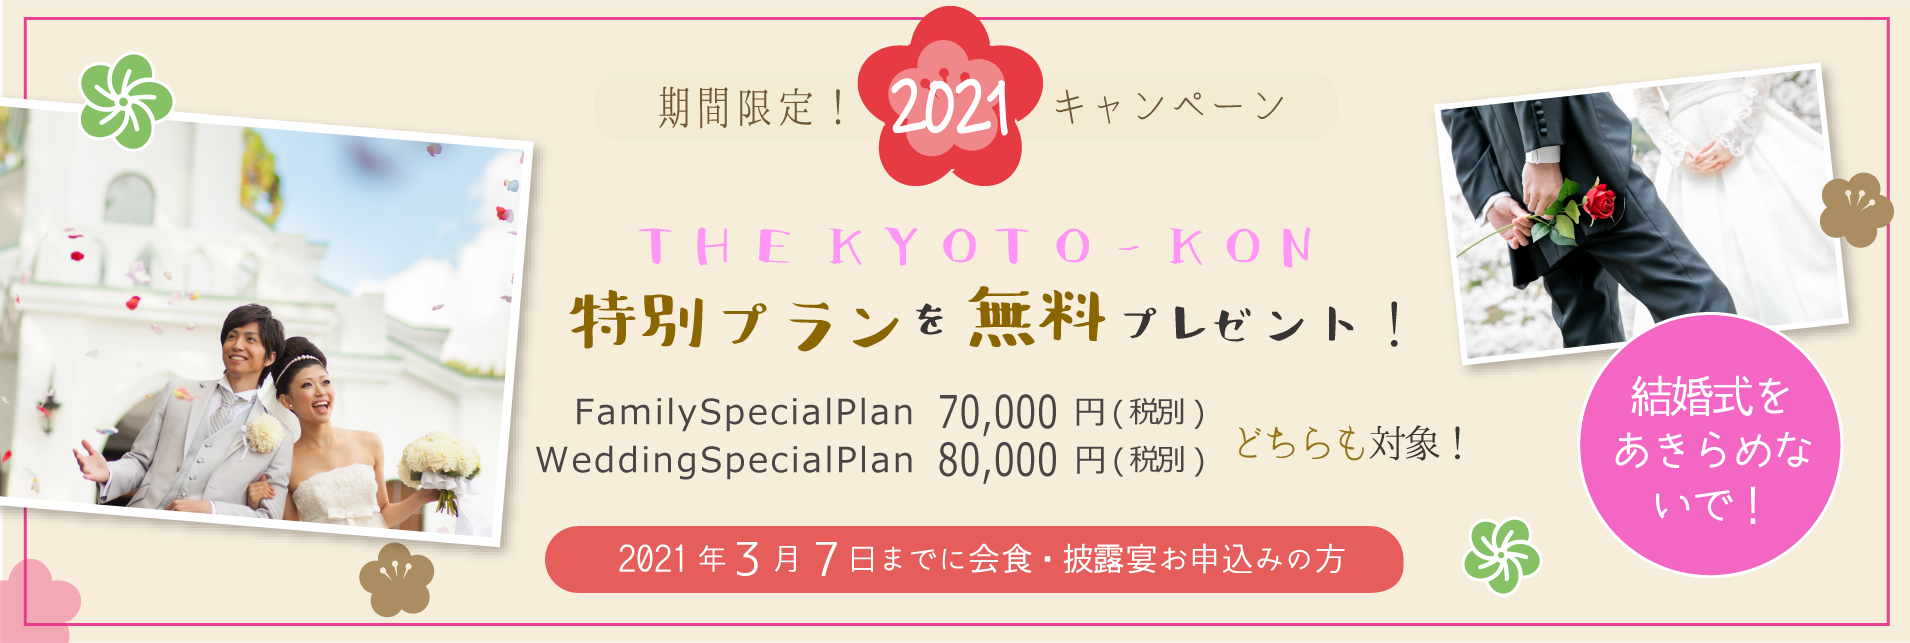 期間限定！ 2021 キャンペーン
THE KYOTO-KON
特別プランを無料プレゼント！
FamilySpecialPlan 70,000 円(税別)
WeddingSpecialPlan 80,000 円(税別)
どちらも対象！
2021年3月7日までに会食・披露宴お申込みの方
結婚式を
あきらめな
いで！